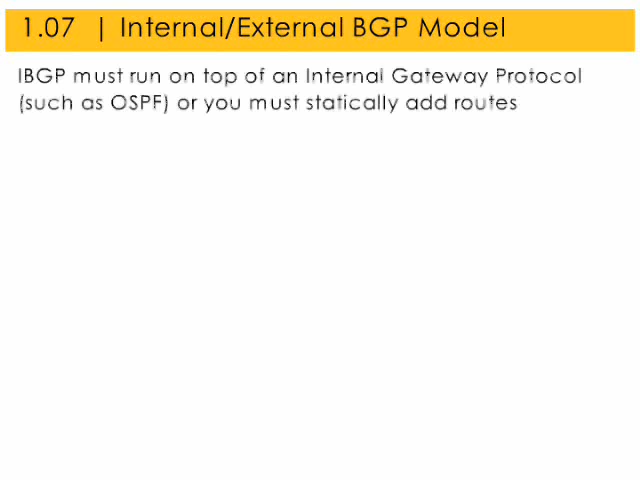 1.07 | Internal/External BGP Model
IBGP must run on top of an Internal Gateway Protocol
(such as OSPF) or you must statically add routes